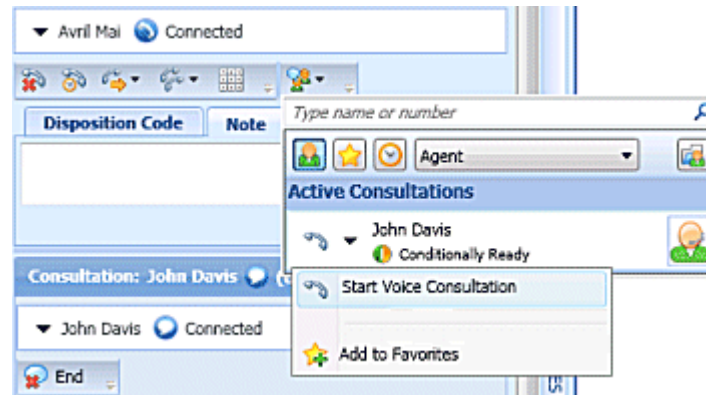 Avril Mai Connected
Type name or number
Disposition Code Note
Agent
Active Consultations
John Davis
Conditionally Ready
Consultation: John Davis
Start Voice Consultation
John Davis Connected
Add to Favorites
End